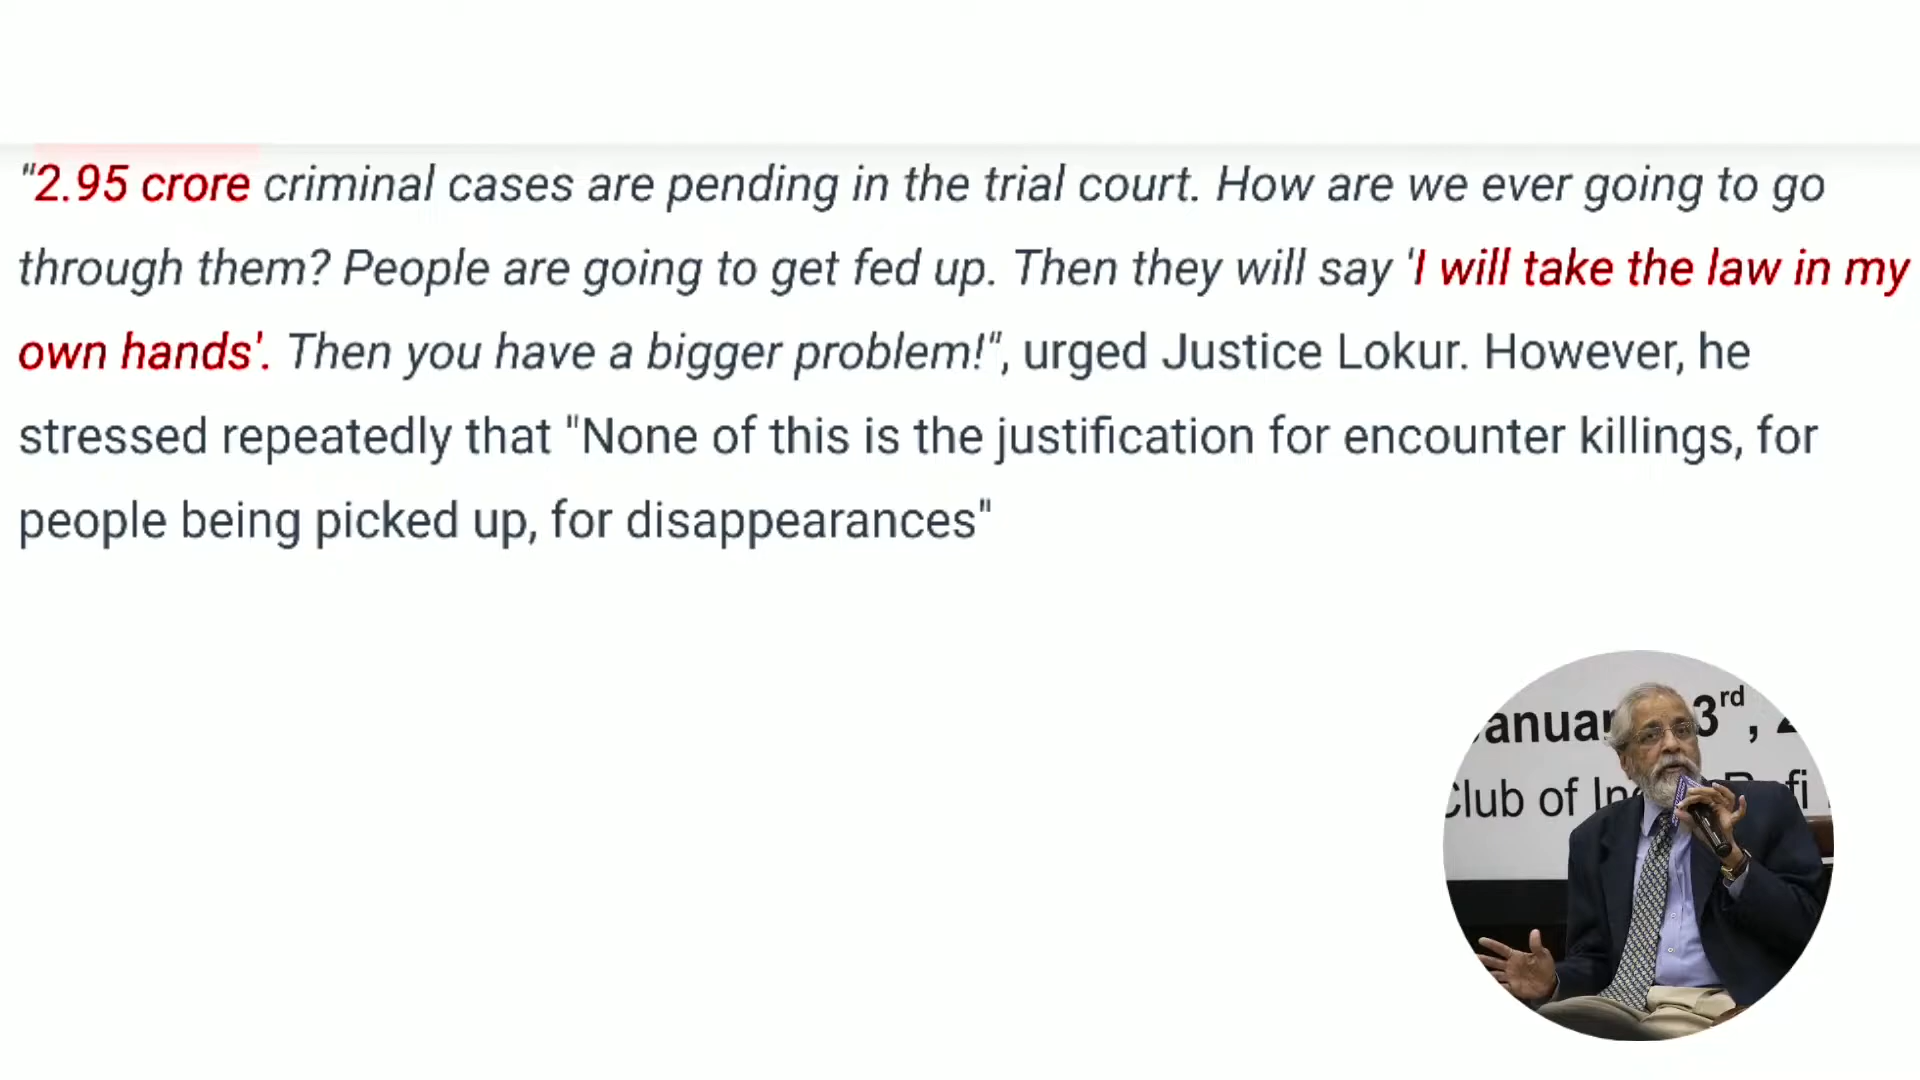 "2.95 crore criminal cases are pending in the trial court. How are we ever going to go
through them? People are going to get fed up. Then they will say 'I will take the law in my
own hands'. Then you have a bigger problem!", urged Justice Lokur. However, he
stressed repeatedly that "None of this is the justification for encounter killings, for
people being picked up, for disappearances"
3rd,
Club of